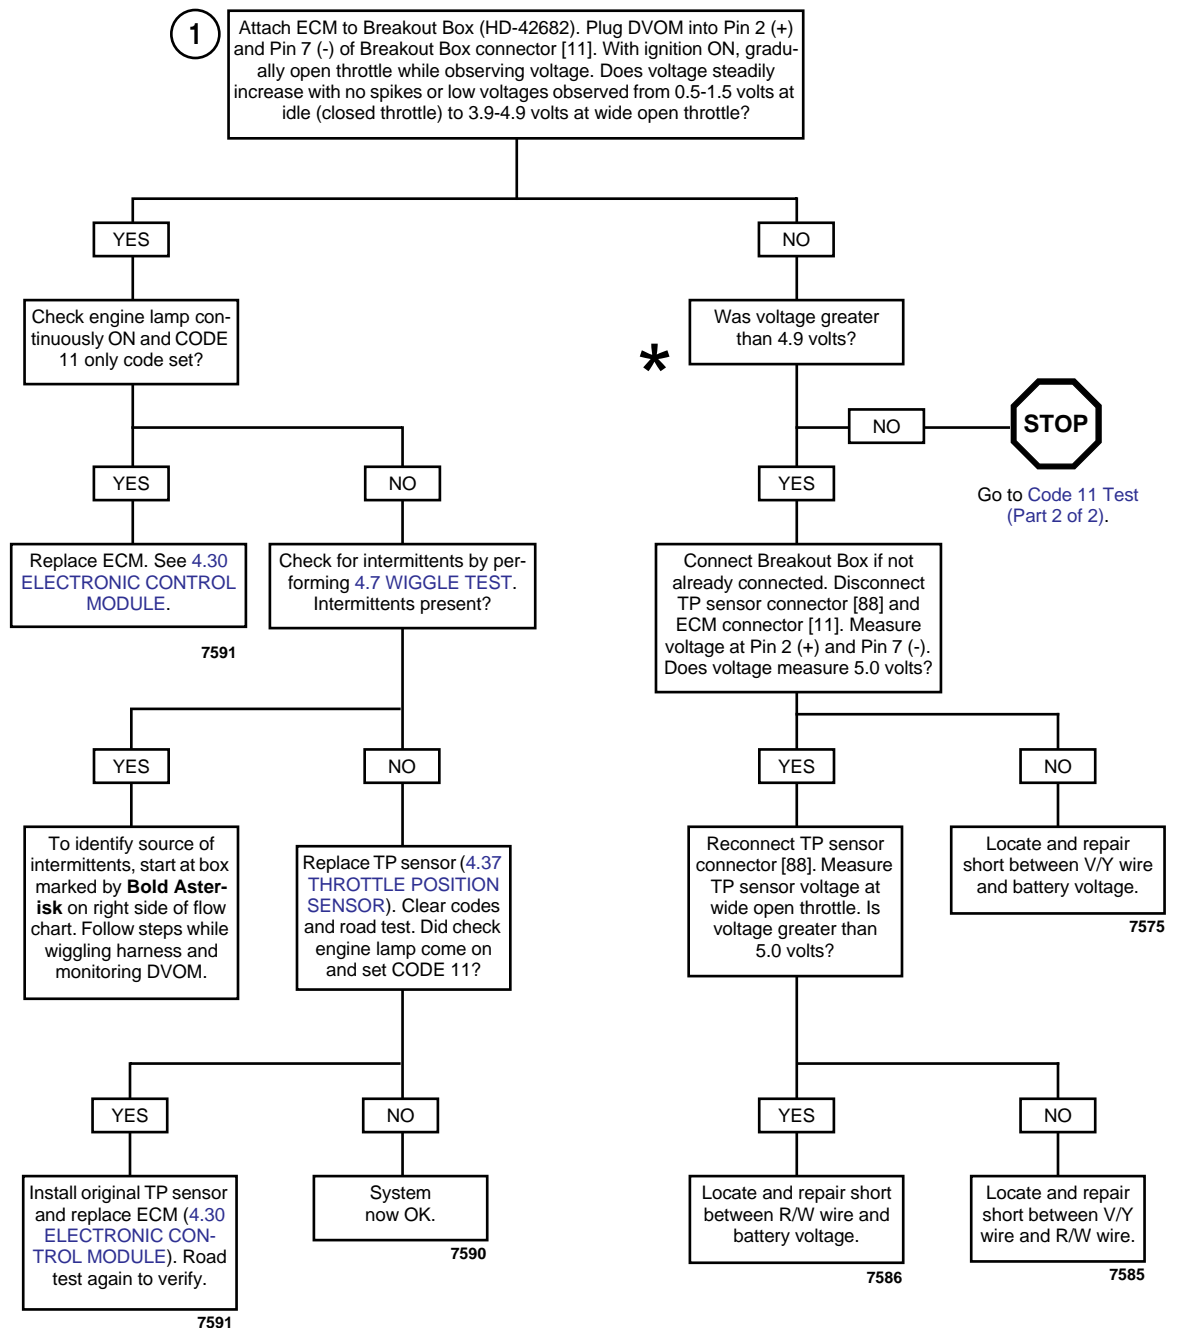 1
Attach ECM to Breakout Box (HD-42682). Plug DVOM into Pin 2 (+)
and Pin 7 (-) of Breakout Box connector [11]. With ignition ON, gradu-
ally open throttle while observing voltage. Does voltage steadily
increase with no spikes or low voltages observed from 0.5-1.5 volts at
idle (closed throttle) to 3.9-4.9 volts at wide open throttle?
YES
NO
Check engine lamp con-
tinuously ON and CODE
11 only code set?
Was voltage greater
than 4.9 volts?
*
NO
STOP
Go to Code 11 Test
(Part 2 of 2).
YES
NO
YES
Replace ECM. See 4.30
ELECTRONIC CONTROL
MODULE.
7591
Check for intermittents by per-
forming 4.7 WIGGLE TEST.
Intermittents present?
Connect Breakout Box if not
already connected. Disconnect
TP sensor connector [88] and
ECM connector [11]. Measure
voltage at Pin 2 (+) and Pin 7 (-).
Does voltage measure 5.0 volts?
YES
NO
YES
NO
To identify source of
intermittents, start at box
marked by Bold Aster-
isk on right side of flow
chart. Follow steps while
wiggling harness and
monitoring DVOM.
Replace TP sensor (4.37
THROTTLE POSITION
SENSOR). Clear codes
and road test. Did check
engine lamp come on
and set CODE 11?
Reconnect TP sensor
connector [88]. Measure
TP sensor voltage at
wide open throttle. Is
voltage greater than
5.0 volts?
Locate and repair
short between V/Y wire
and battery voltage.
7575
YES
NO
YES
NO
Install original TP sensor
and replace ECM (4.30
ELECTRONIC CON-
TROL MODULE). Road
test again to verify.
7591
System
now OK.
7590
Locate and repair short
between R/W wire and
battery voltage.
7586
Locate and repair
short between V/Y
wire and R/W wire.
7585